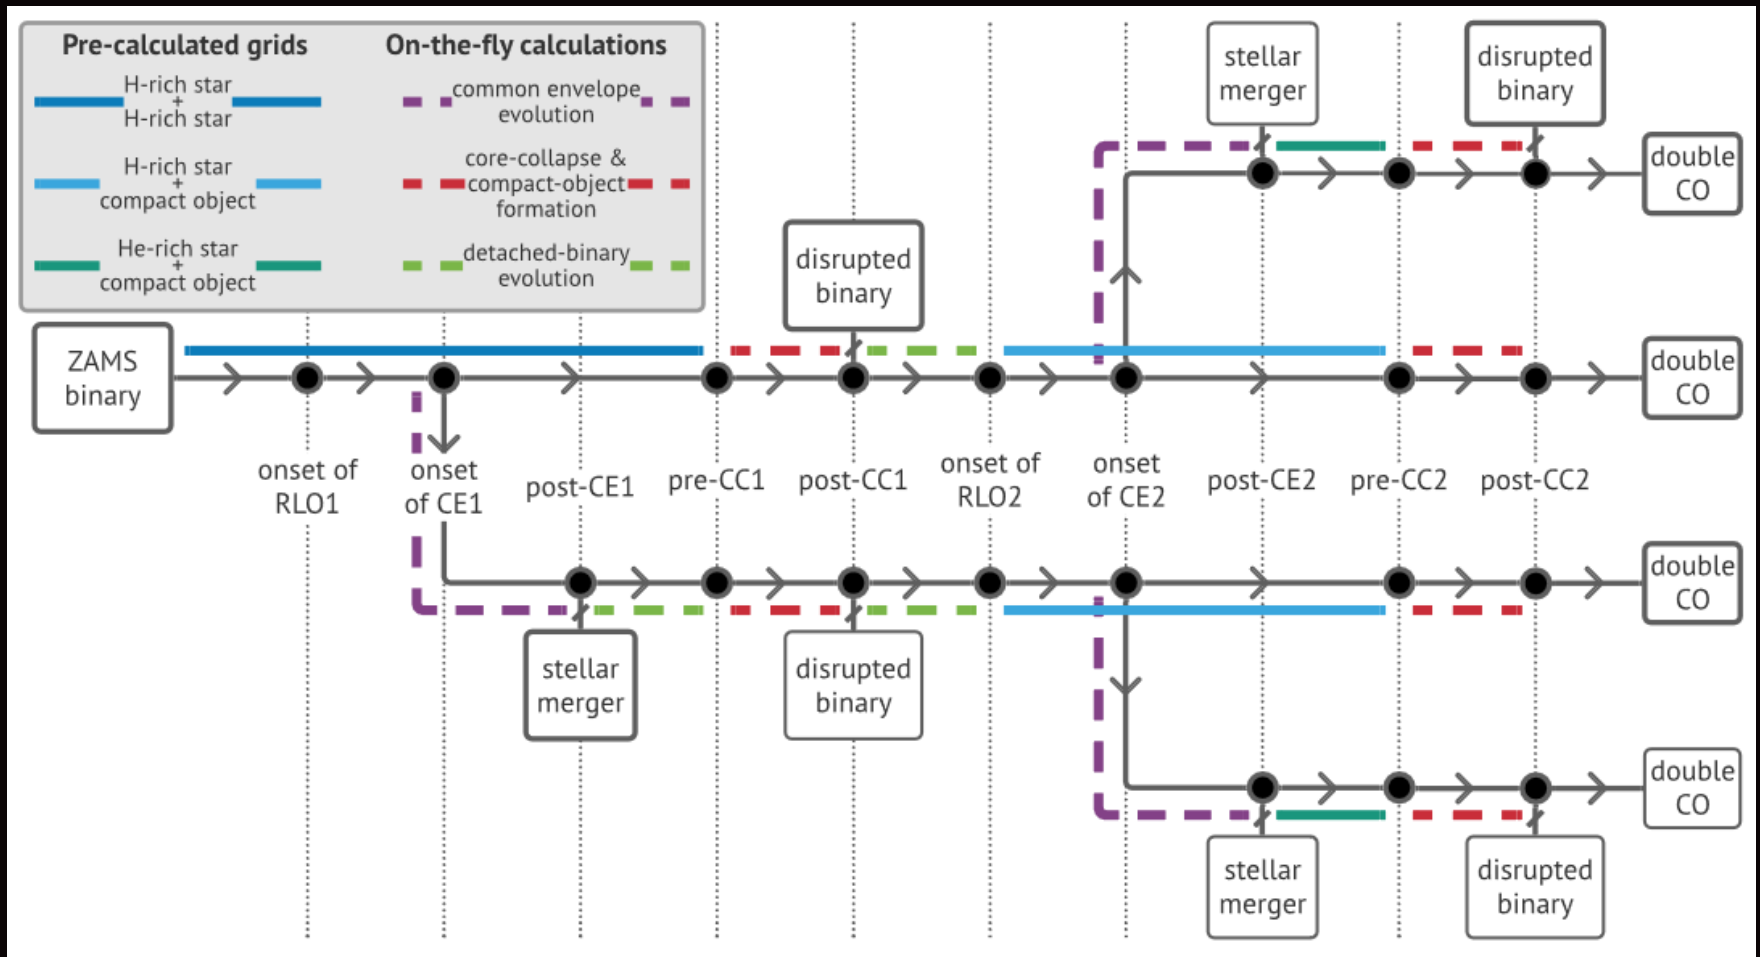 Pre-calculated grids
H-rich star
+
H-rich star
H-rich star
+
compact object
He-rich star
+
compact object
On-the-fly calculations
common envelope
evolution
core-collapse &
compact-object
formation
detached-binary
evolution
stellar
merger
disrupted
binary
double
CO
disrupted
binary
ZAMS
binary
double
CO
onset of
RLO1
onset
of CE1
post-CE1
pre-CC1
post-CC1
onset of
RLO2
onset
of CE2
post-CE2
pre-CC2
post-CC2
double
CO
stellar
merger
disrupted
binary
double
CO
stellar
merger
disrupted
binary